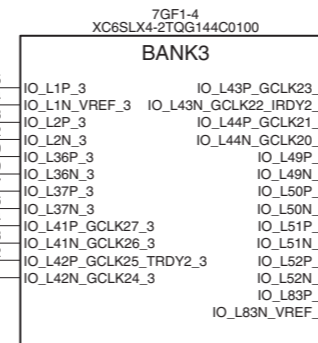 7GF1-4
XC6SLX4-2TQG144C0100
BANK3
IO_L1P_3 IO_L43P_GCLK23_
IO_L1N_VREF_3 IO_L43N_GCLK22_IRDY2_
IO_L2P_3 IO_L44P_GCLK21_
IO_L2N_3 IO_L44N_GCLK20_
IO_L36P_3 IO_L49P_
IO_L36N_3 IO_L49N_
IO_L37P_3 IO_L50P_
IO_L37N_3 IO_L50N_
IO_L41P_GCLK27_3 IO_L51P_
IO_L41N_GCLK26_3 IO_L51N_
IO_L42P_GCLK25_TRDY2_3 IO_L52P_
IO_L42N_GCLK24_3 IO_L52N_
IO_L83P_
IO_L83N_VREF_